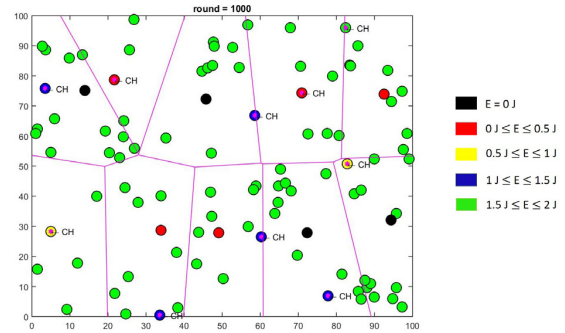 round = 1000
100
90
80
70
60
50
40
30
20
10
0
0 10 20 30 40 50 60 70 80 90 100
CH
CH
CH
CH
CH
CH
CH
CH
CH
CH
E = 0 J
0 J ≤ E ≤ 0.5 J
0.5 J ≤ E ≤ 1 J
1 J ≤ E ≤ 1.5 J
1.5 J ≤ E ≤ 2 J